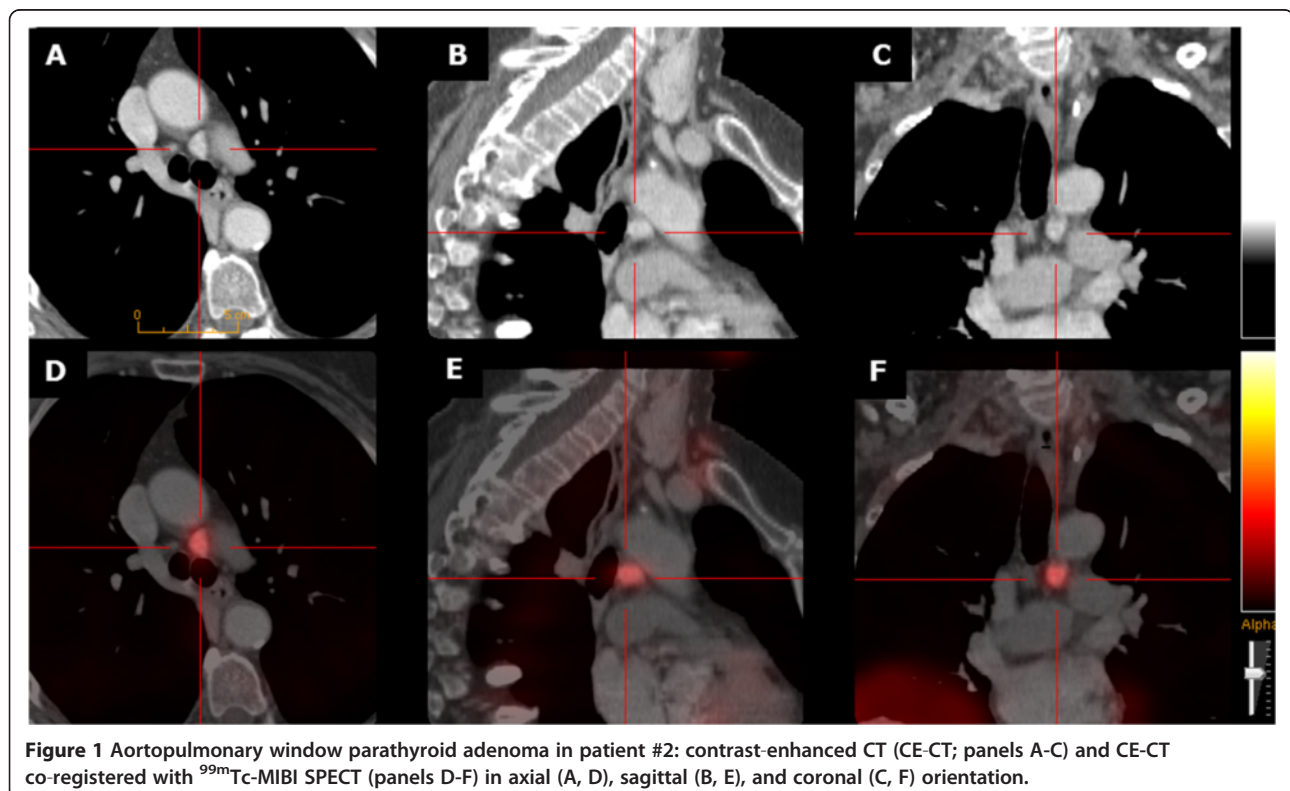 A
B
C
0
5 cm
D
E
F
Alpha
Figure 1 Aortopulmonary window parathyroid adenoma in patient #2: contrast-enhanced CT (CE-CT; panels A-C) and CE-CT
co-registered with ⁹⁹ᵐTc-MIBI SPECT (panels D-F) in axial (A, D), sagittal (B, E), and coronal (C, F) orientation.